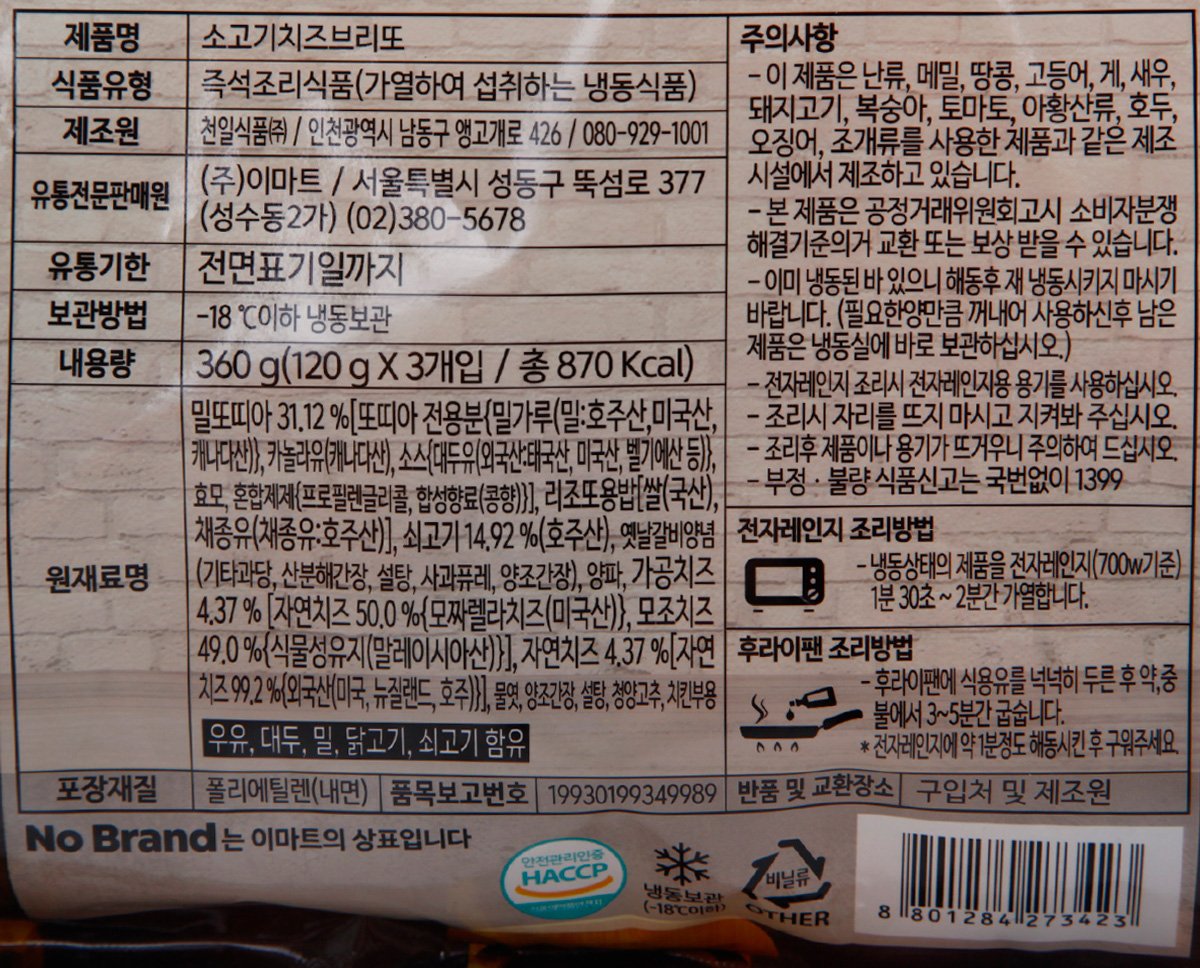 제품명 소고기치즈브리또
식품유형 즉석조리식품(가열하여 섭취하는 냉동식품)
제조원 천일식품㈜ / 인천광역시 남동구 앵고개로 426 / 080-929-1001
유통전문판매원 (주)이마트 / 서울특별시 성동구 뚝섬로 377
(성수동2가) (02)380-5678
유통기한 전면표기일까지
보관방법 -18 ℃이하 냉동보관
내용량 360 g(120 g X 3개입 / 총 870 Kcal)
원재료명
밀또띠아 31.12 %[또띠아 전용분{밀가루(밀:호주산,미국산,
캐나다산)}, 카놀라유(캐나다산), 소스{대두유(외국산:태국산, 미국산, 벨기에산 등)},
효모, 혼합제제{프로필렌글리콜, 합성향료(콩향)}], 리조또용밥[쌀(국산),
채종유(채종유:호주산)], 쇠고기 14.92 %(호주산), 옛날갈비양념
(기타과당, 산분해간장, 설탕, 사과퓨레, 양조간장), 양파, 가공치즈
4.37 % [자연치즈 50.0 %{모짜렐라치즈(미국산)}, 모조치즈
49.0 %{식물성유지(말레이시아산)}], 자연치즈 4.37 %[자연
치즈 99.2 %{외국산(미국, 뉴질랜드, 호주)}], 물엿, 양조간장, 설탕, 청양고추, 치킨부용
우유, 대두, 밀, 닭고기, 쇠고기 함유
포장재질 폴리에틸렌(내면) 품목보고번호 19930199349989
주의사항
- 이 제품은 난류, 메밀, 땅콩, 고등어, 게, 새우,
돼지고기, 복숭아, 토마토, 아황산류, 호두,
오징어, 조개류를 사용한 제품과 같은 제조
시설에서 제조하고 있습니다.
- 본 제품은 공정거래위원회고시 소비자분쟁
해결기준의거 교환 또는 보상 받을 수 있습니다.
- 이미 냉동된 바 있으니 해동후 재 냉동시키지 마시기
바랍니다. (필요한양만큼 꺼내어 사용하신후 남은
제품은 냉동실에 바로 보관하십시오.)
- 전자레인지 조리시 전자레인지용 용기를 사용하십시오.
- 조리시 자리를 뜨지 마시고 지켜봐 주십시오.
- 조리후 제품이나 용기가 뜨거우니 주의하여 드십시오.
- 부정 · 불량 식품신고는 국번없이 1399
전자레인지 조리방법
- 냉동상태의 제품을 전자레인지(700w기준)
1분 30초 ~ 2분간 가열합니다.
후라이팬 조리방법
- 후라이팬에 식용유를 넉넉히 두른 후 약,중
불에서 3~5분간 굽습니다.
* 전자레인지에 약 1분정도 해동시킨 후 구워주세요.
반품 및 교환장소 구입처 및 제조원
No Brand는 이마트의 상표입니다
안전관리인증
HACCP
냉동보관
(-18℃이하)
비닐류
OTHER
8 801284 273423